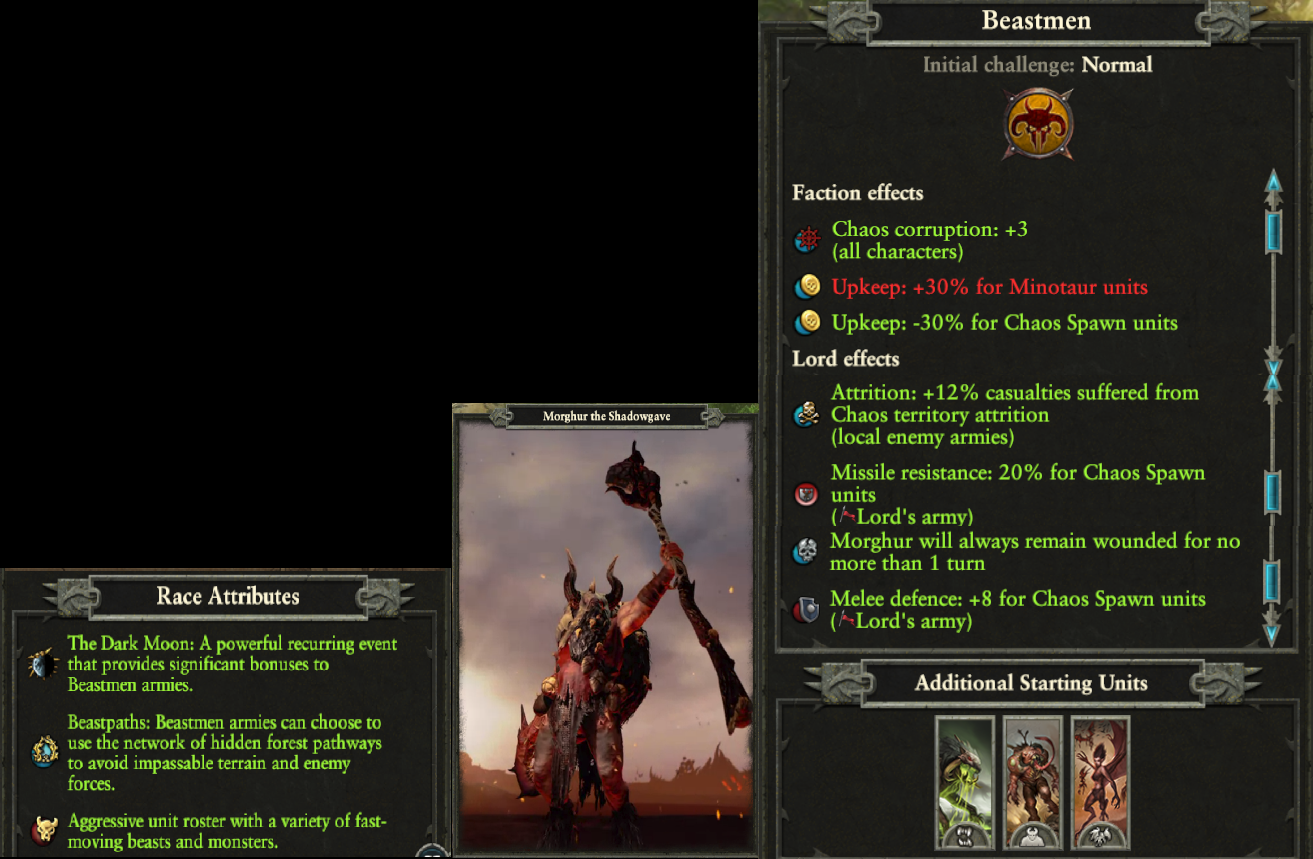 Race Attributes
The Dark Moon: A powerful recurring event
that provides significant bonuses to
Beastmen armies.
Beastpaths: Beastmen armies can choose to
use the network of hidden forest pathways
to avoid impassable terrain and enemy
forces.
Aggressive unit roster with a variety of fast-
moving beasts and monsters.
Morghur the Shadowgave
Beastmen
Initial challenge: Normal
Faction effects
Chaos corruption: +3
(all characters)
Upkeep: +30% for Minotaur units
Upkeep: -30% for Chaos Spawn units
Lord effects
Attrition: +12% casualties suffered from
Chaos territory attrition
(local enemy armies)
Missile resistance: 20% for Chaos Spawn
units
(Lord's army)
Morghur will always remain wounded for no
more than 1 turn
Melee defence: +8 for Chaos Spawn units
(Lord's army)
Additional Starting Units